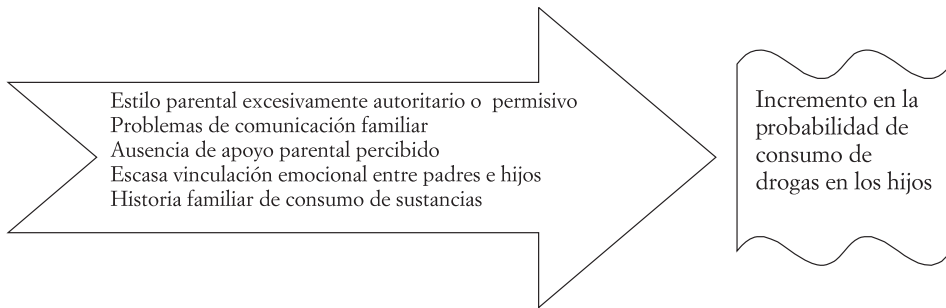 Estilo parental excesivamente autoritario o permisivo
Problemas de comunicación familiar
Ausencia de apoyo parental percibido
Escasa vinculación emocional entre padres e hijos
Historia familiar de consumo de sustancias
Incremento en la
probabilidad de
consumo de
drogas en los hijos